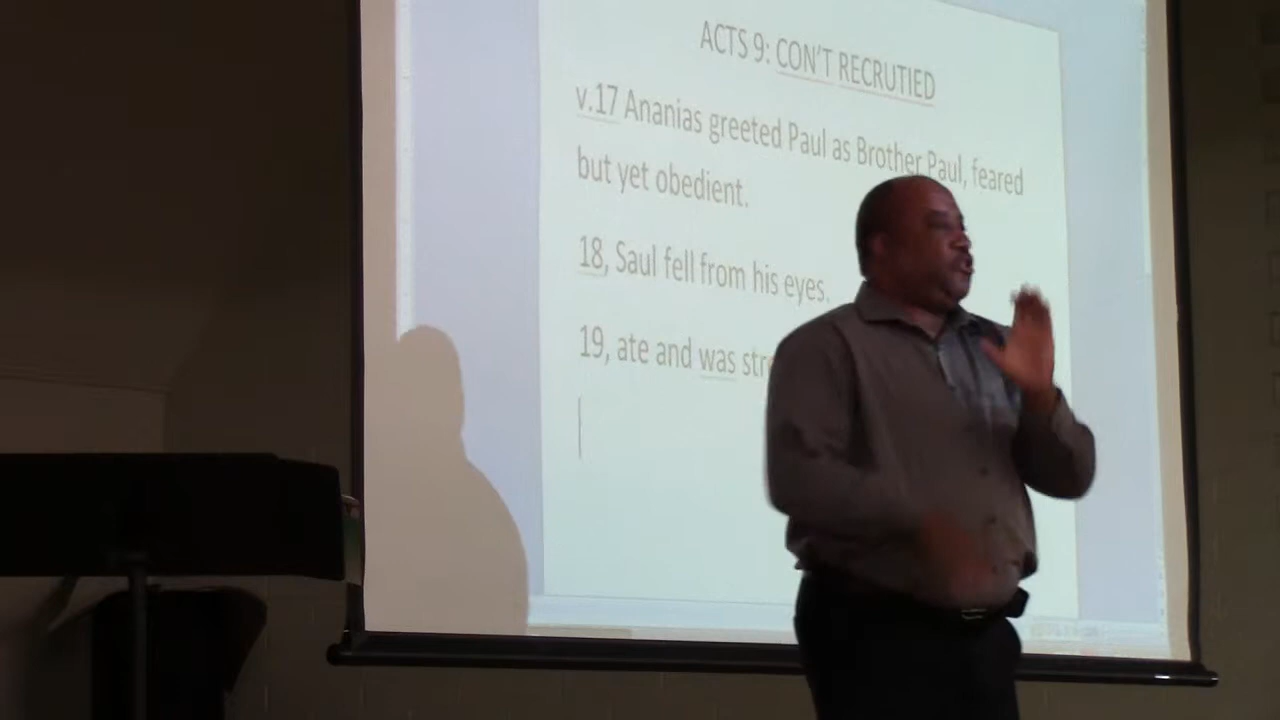 ACTS 9: CON'T RECRUTIED
v.17 Ananias greeted Paul as Brother Paul, feared
but yet obedient.
18, Saul fell from his eyes.
19, ate and was